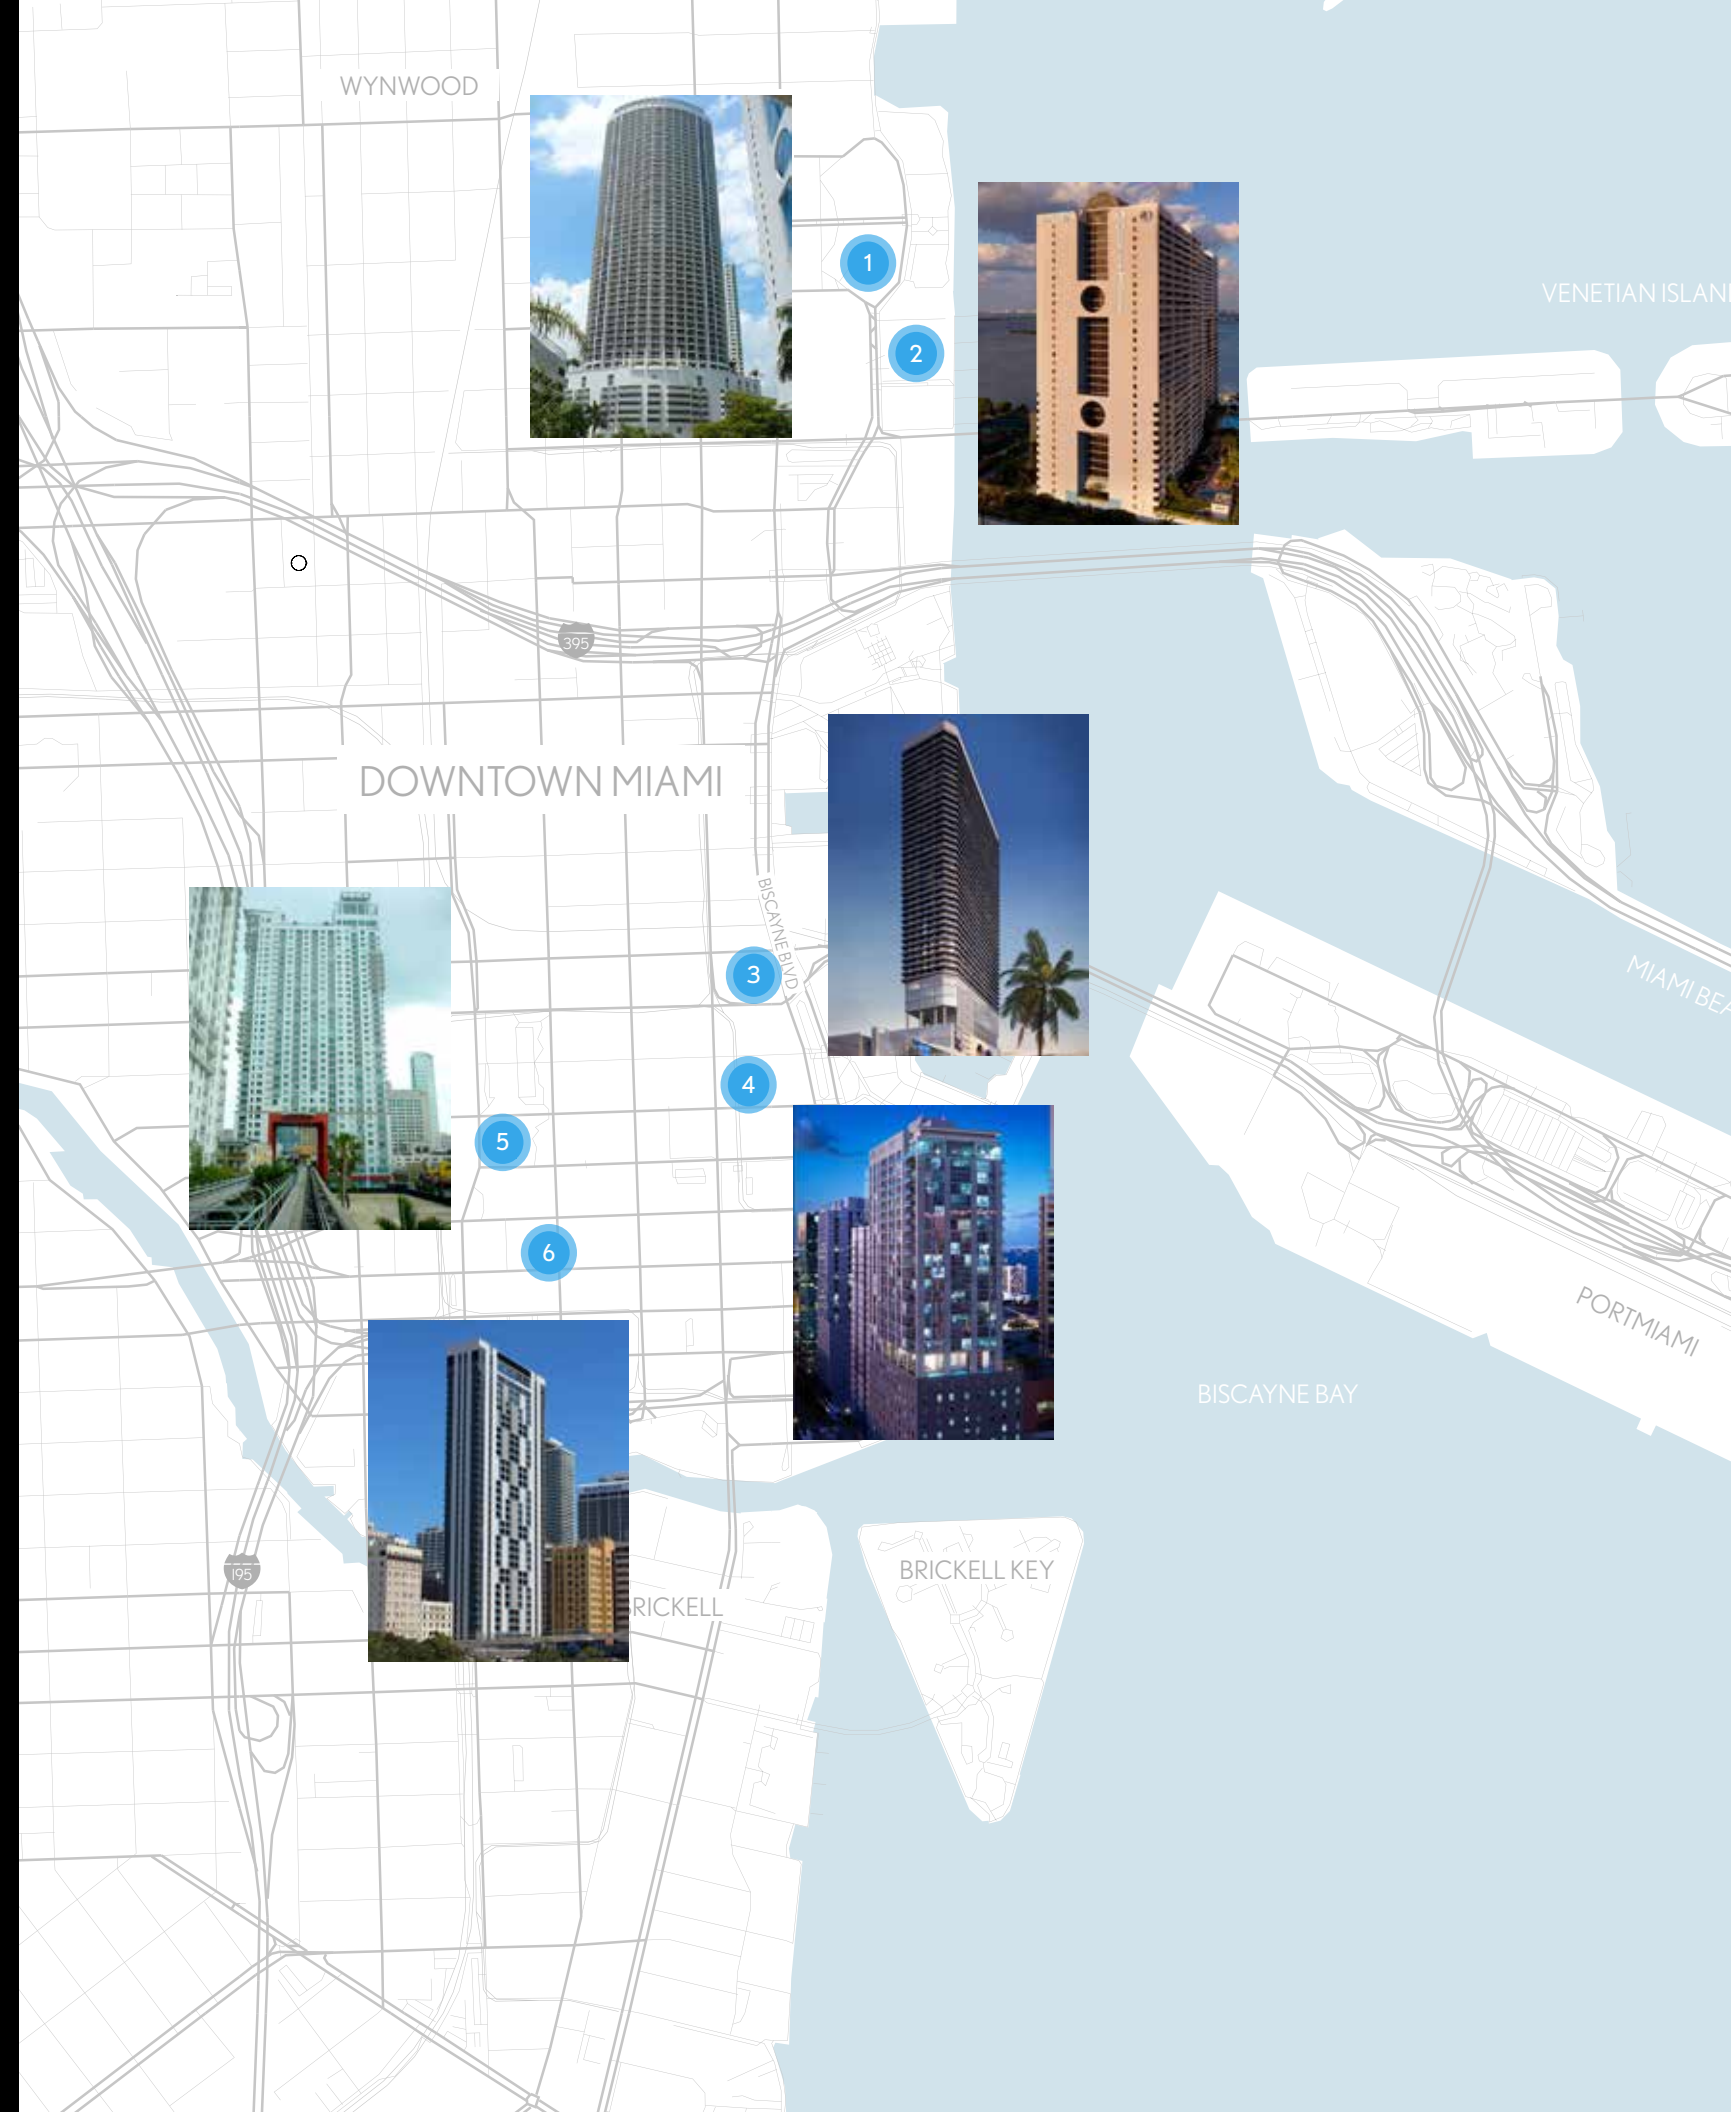 WYNWOOD
1
VENETIAN ISLAN
2
395
DOWNTOWN MIAMI
BISCAYNE BLVD
3
MIAMI BEA
4
5
6
PORTMIAMI
BISCAYNE BAY
BRICKELL KEY
195
BRICKELL